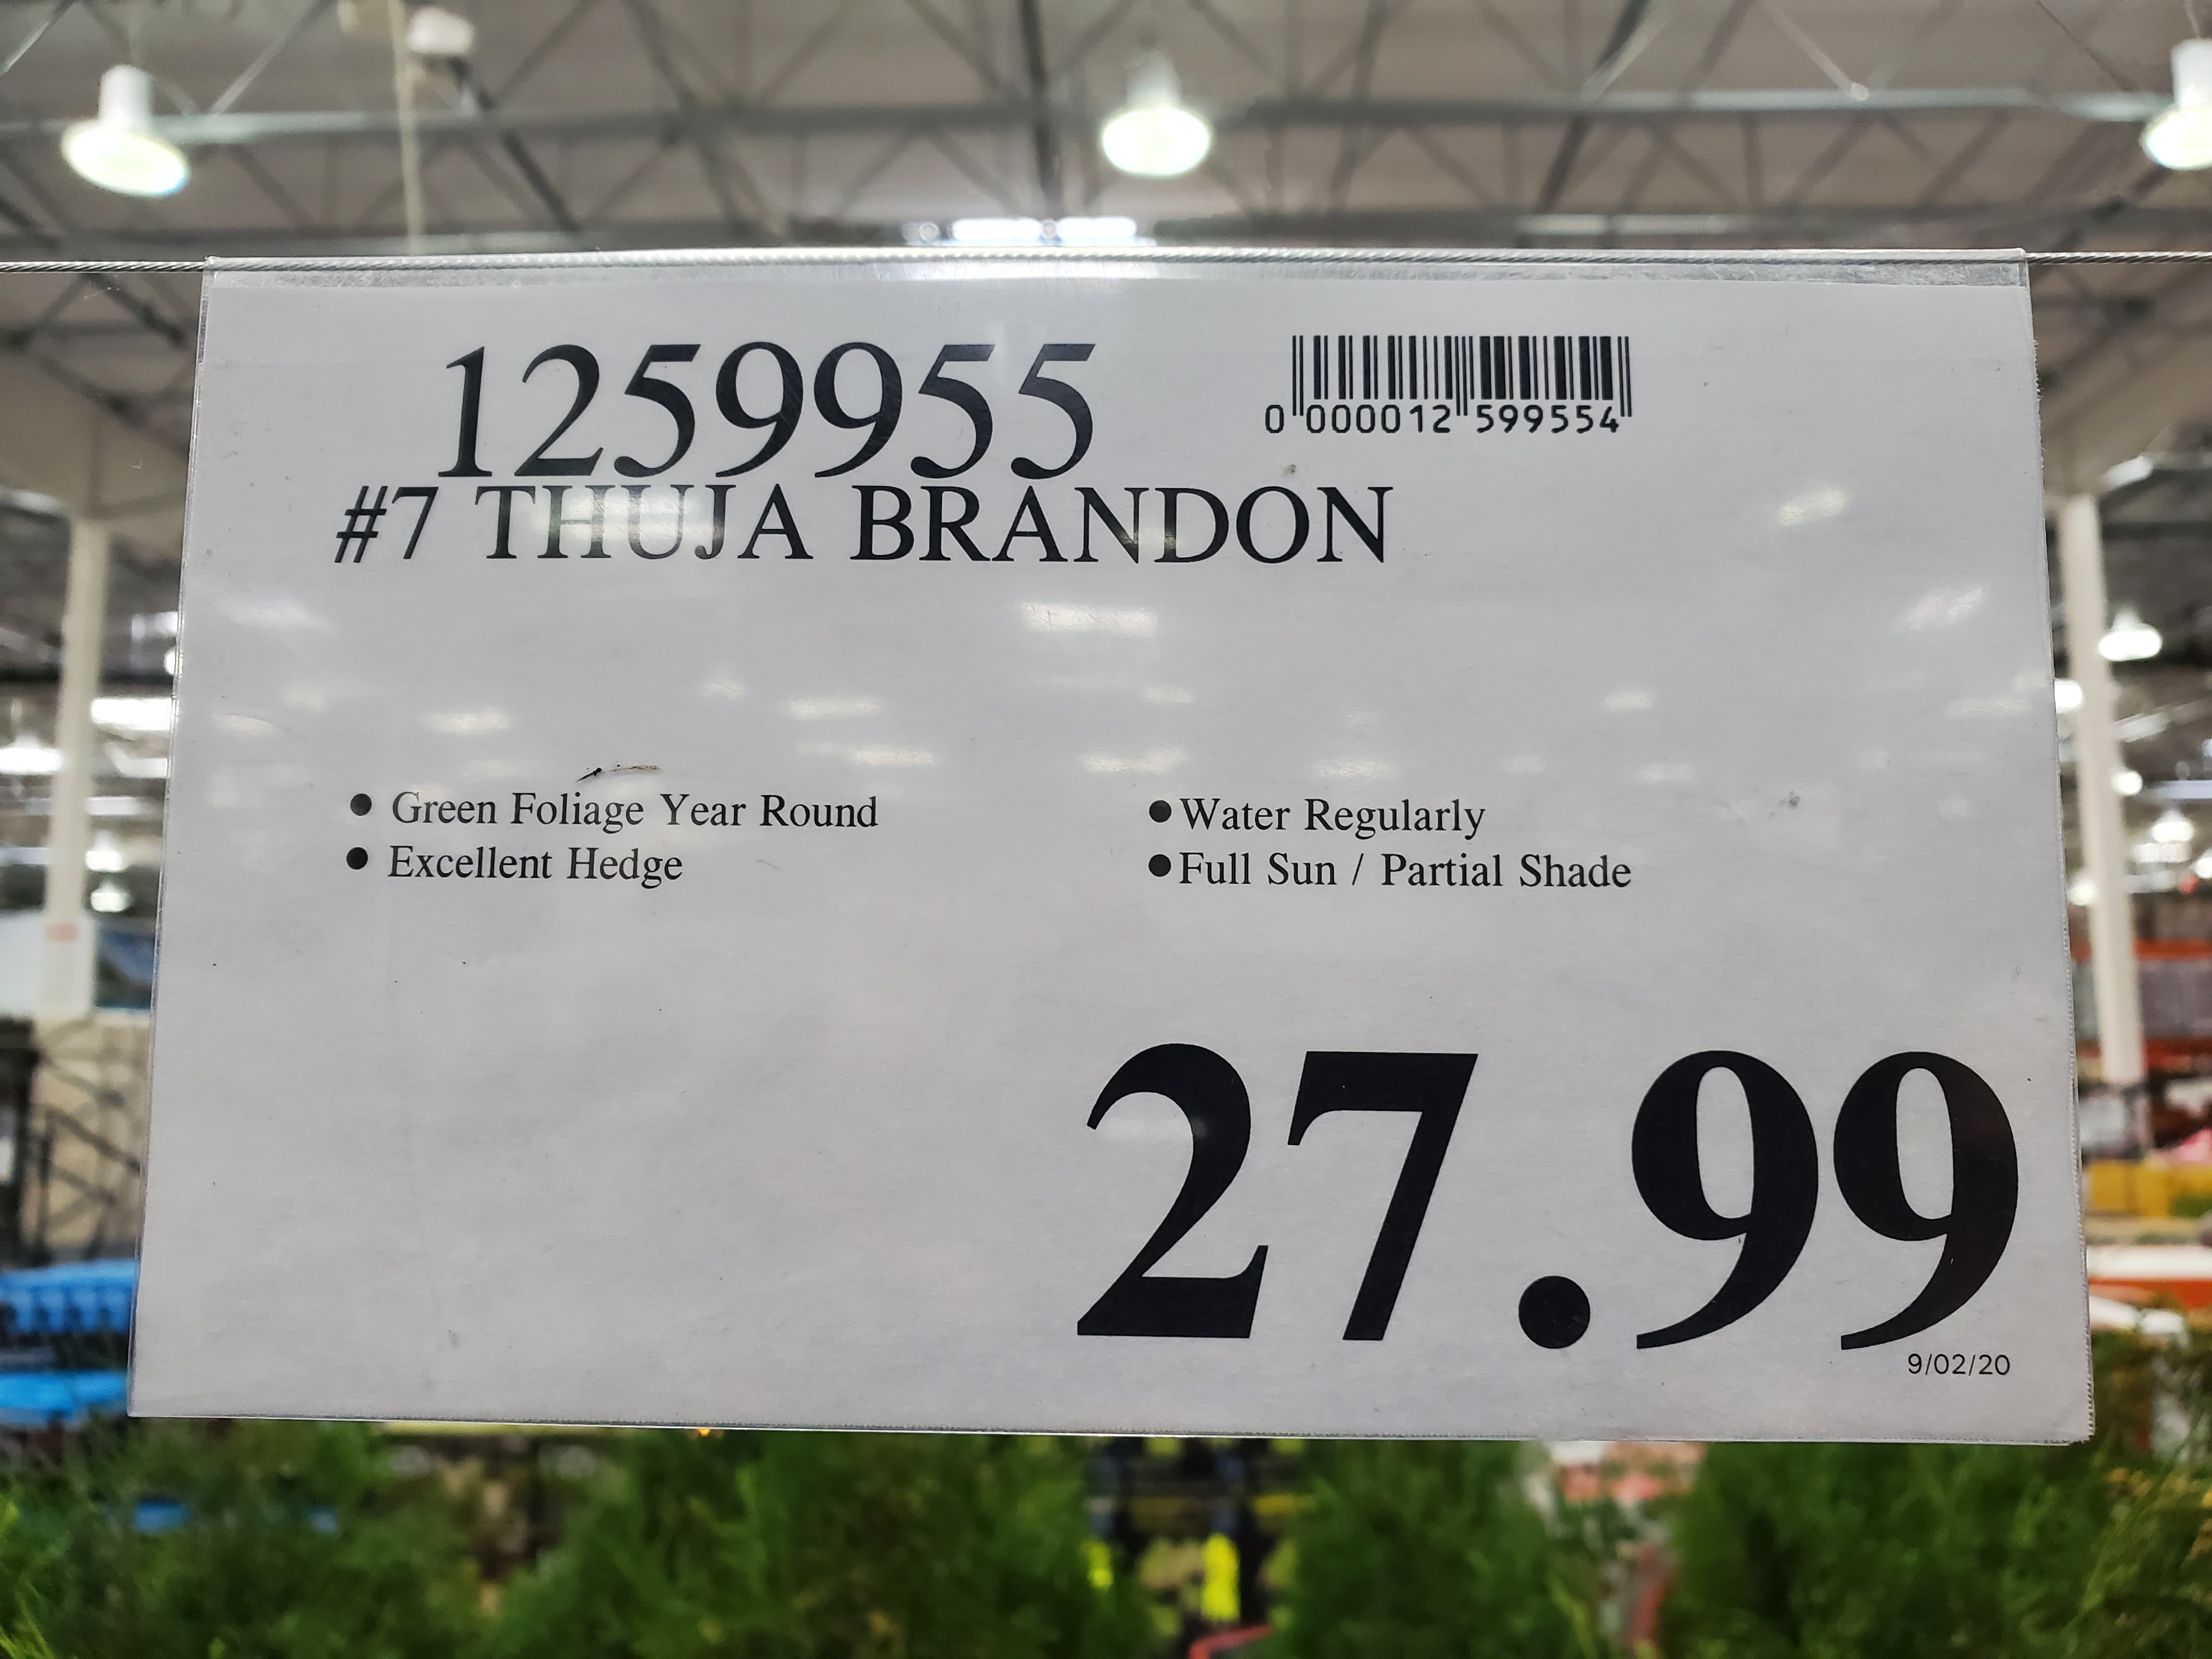 1259955
0 000012 599554
#7 THUJA BRANDON
● Green Foliage Year Round
● Excellent Hedge
● Water Regularly
● Full Sun / Partial Shade
27.99
9/02/20